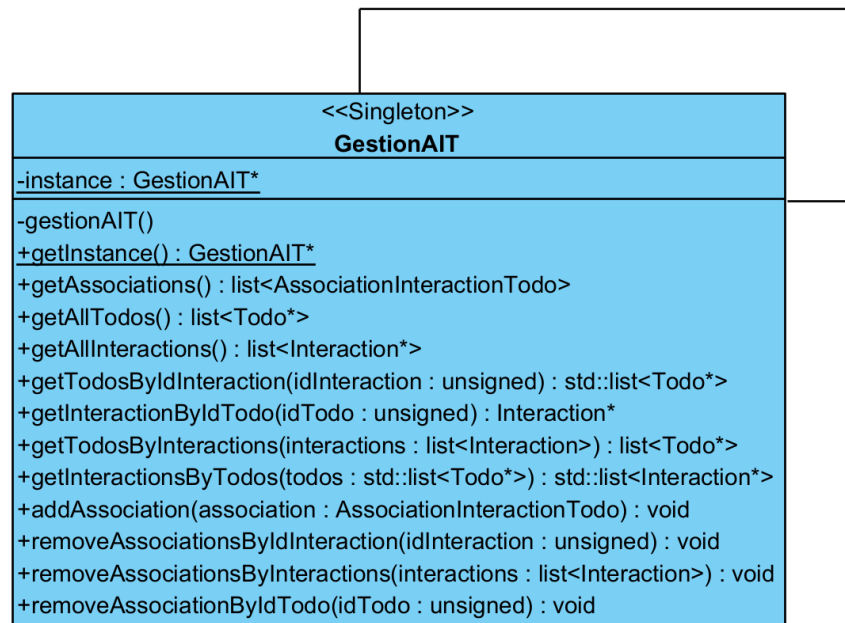 <<Singleton>>
GestionAIT
-instance : GestionAIT*
-gestionAIT()
+getInstance() : GestionAIT*
+getAssociations() : list<AssociationInteractionTodo>
+getAllTodos() : list<Todo*>
+getAllInteractions() : list<Interaction*>
+getTodosByIdInteraction(idInteraction : unsigned) : std::list<Todo*>
+getInteractionByIdTodo(idTodo : unsigned) : Interaction*
+getTodosByInteractions(interactions : list<Interaction>) : list<Todo*>
+getInteractionsByTodos(todos : std::list<Todo*>) : std::list<Interaction*>
+addAssociation(association : AssociationInteractionTodo) : void
+removeAssociationsByIdInteraction(idInteraction : unsigned) : void
+removeAssociationsByInteractions(interactions : list<Interaction>) : void
+removeAssociationByIdTodo(idTodo : unsigned) : void